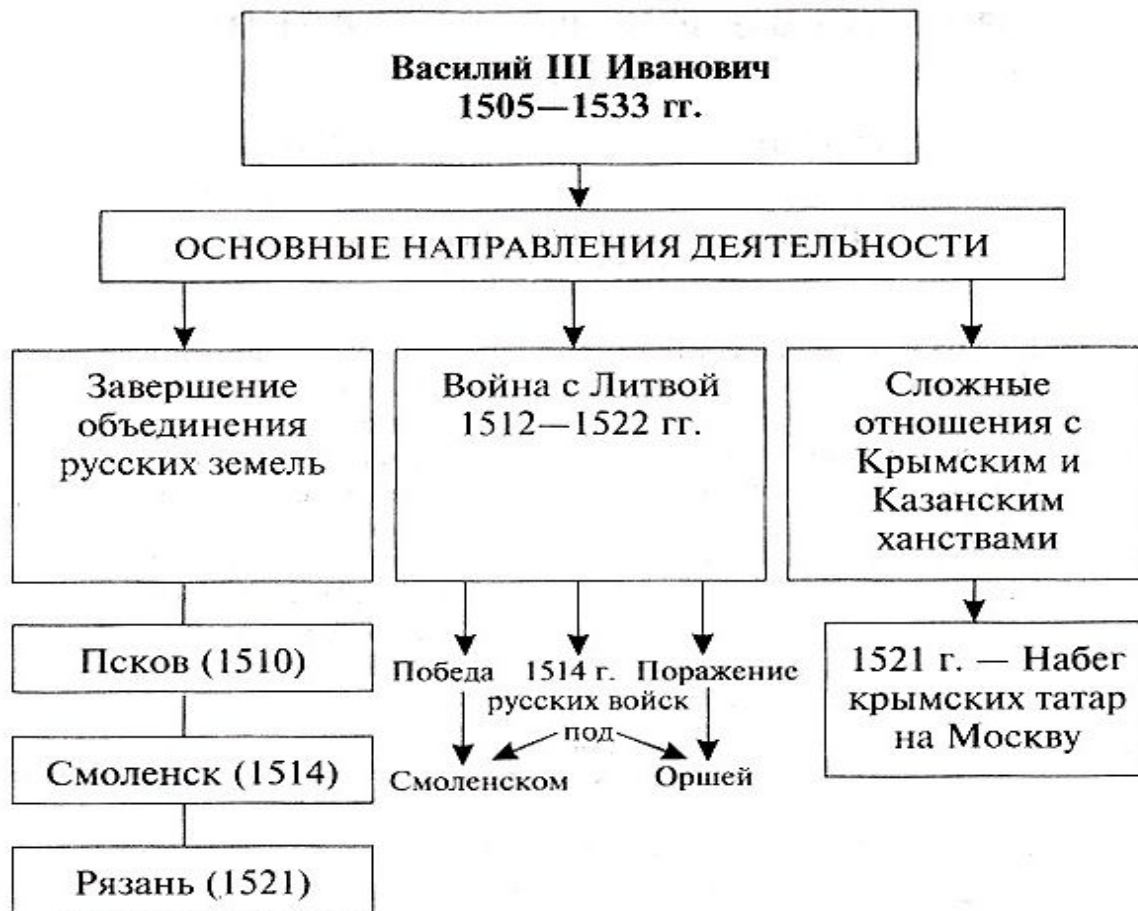 Василий III Иванович
1505—1533 гг.
ОСНОВНЫЕ НАПРАВЛЕНИЯ ДЕЯТЕЛЬНОСТИ
Завершение
объединения
русских земель
Псков (1510)
Смоленск (1514)
Рязань (1521)
Война с Литвой
1512—1522 гг.
Победа 1514 г. Поражение
русских войск
под
Смоленском Оршей
Сложные
отношения с
Крымским и
Казанским
ханствами
1521 г. — Набег
крымских татар
на Москву